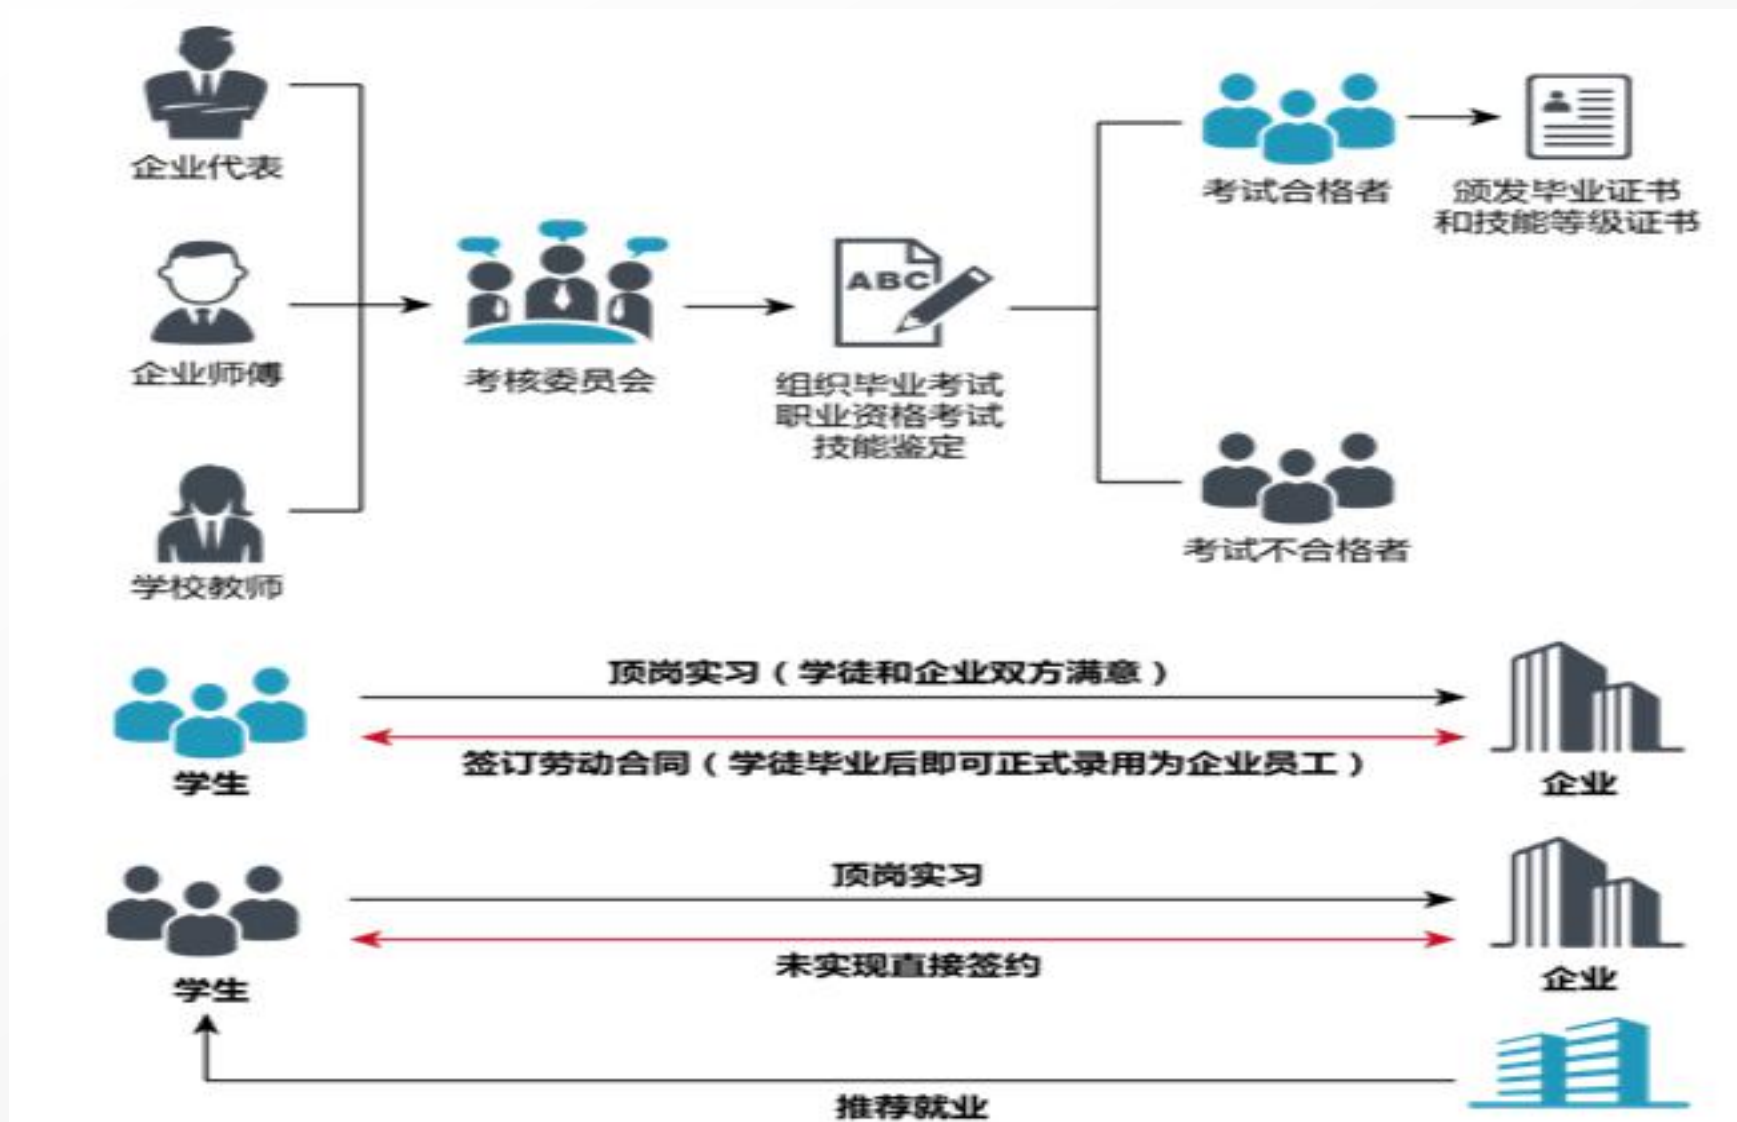 企业代表
企业师傅
学校教师
考核委员会
ABC
组织毕业考试
职业资格考试
技能鉴定
考试合格者
颁发毕业证书
和技能等级证书
考试不合格者
顶岗实习（学徒和企业双方满意）
签订劳动合同（学徒毕业后即可正式录用为企业员工）
学生
企业
顶岗实习
未实现直接签约
学生
企业
推荐就业